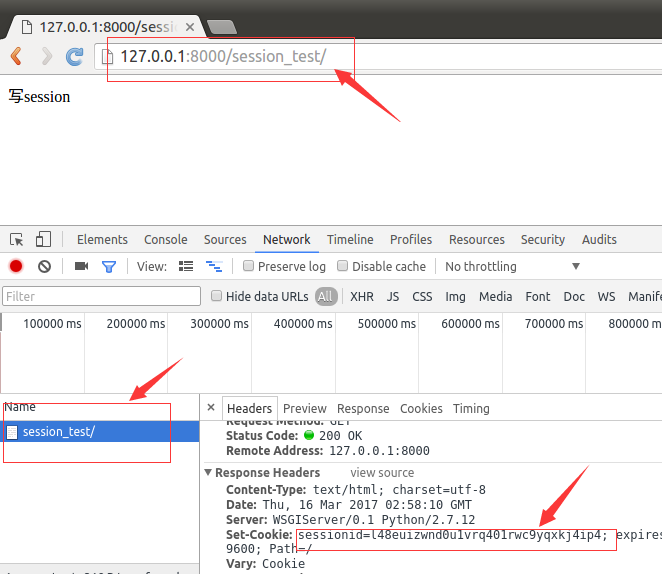 127.0.0.1:8000/sessi
127.0.0.1:8000/session_test/
写session
Elements Console Sources Network Timeline Profiles Resources Security Audits
View: Preserve log Disable cache No throttling
Filter Hide data URLs All XHR JS CSS Img Media Font Doc WS Manife
100000 ms 200000 ms 300000 ms 400000 ms 500000 ms 600000 ms 700000 ms 800000 ms
Name
session_test/
× Headers Preview Response Cookies Timing
Request Method: GET
Status Code: 200 OK
Remote Address: 127.0.0.1:8000
Response Headers view source
Content-Type: text/html; charset=utf-8
Date: Thu, 16 Mar 2017 02:58:10 GMT
Server: WSGIServer/0.1 Python/2.7.12
Set-Cookie: sessionid=l48euizwnd0u1vrq401rwc9yqxkj4ip4; expires
9600; Path=/
Vary: Cookie